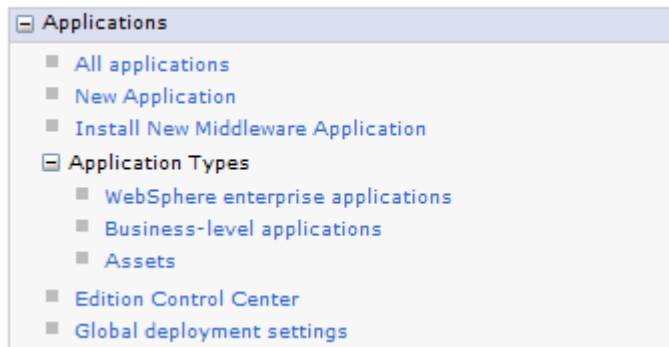 Applications
All applications
New Application
Install New Middleware Application
Application Types
WebSphere enterprise applications
Business-level applications
Assets
Edition Control Center
Global deployment settings